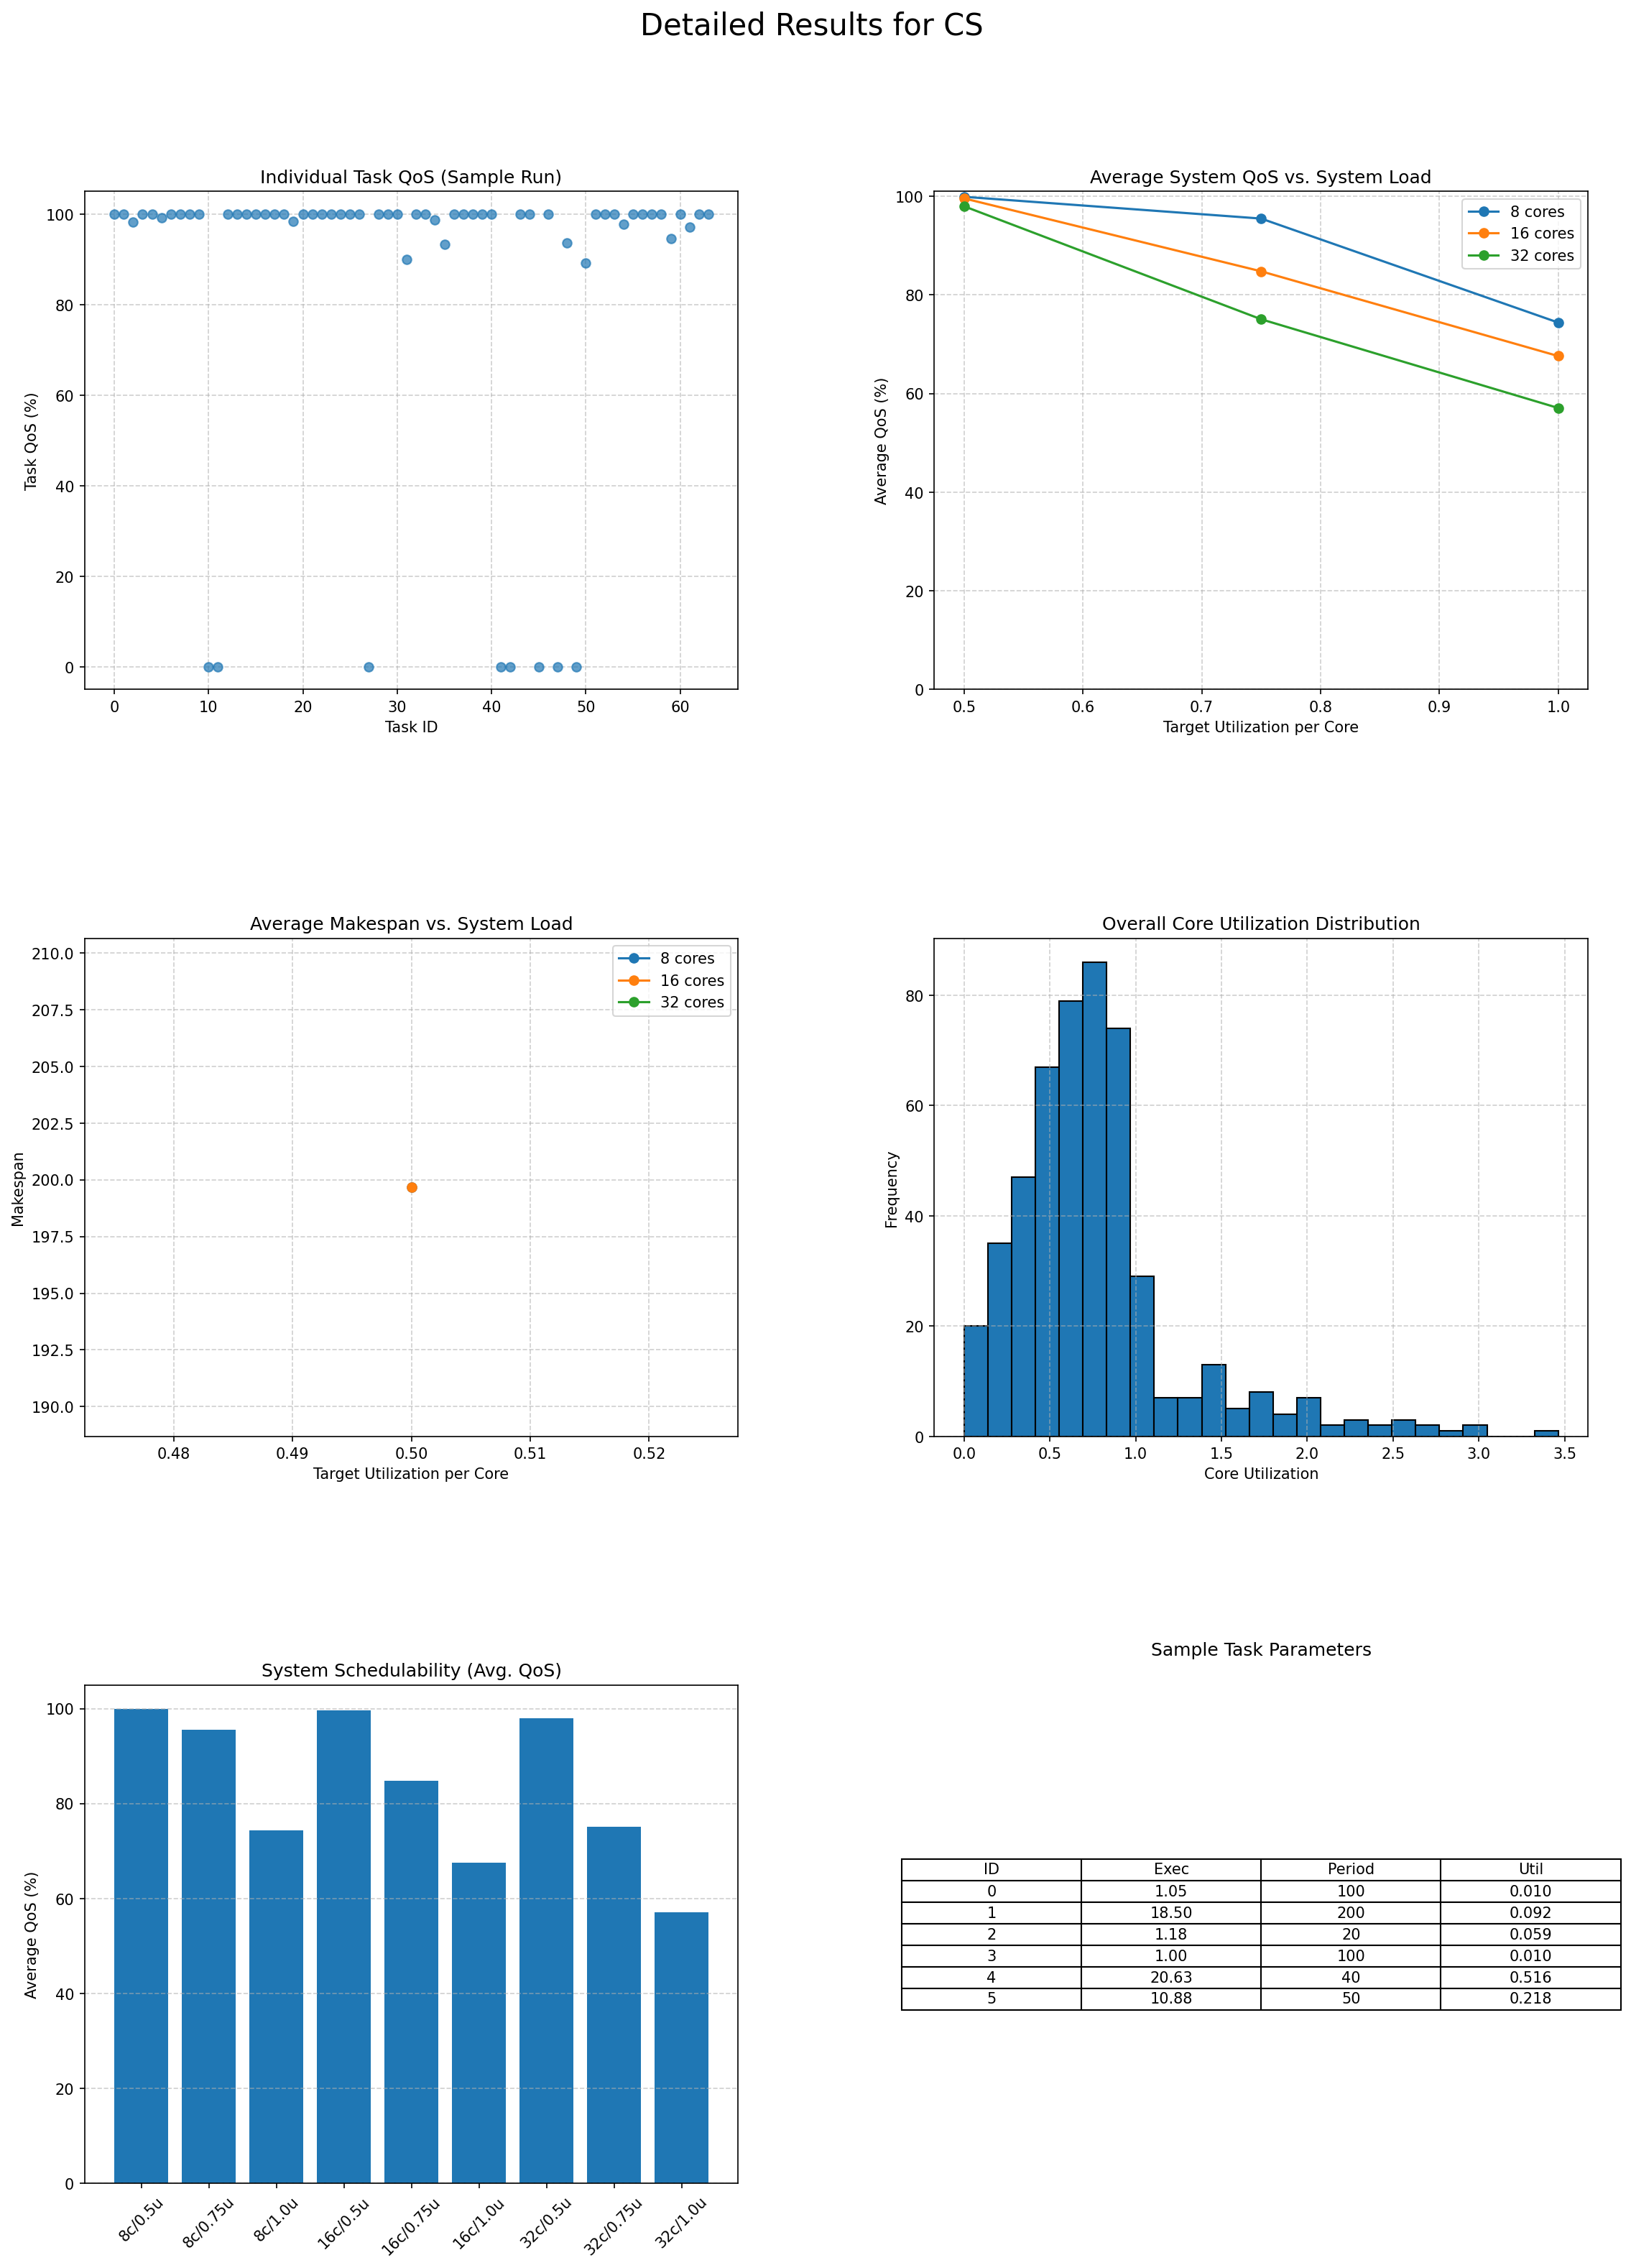 Detailed Results for CS
Individual Task QoS (Sample Run)
Task QoS (%)
100
80
60
40
20
0
0 10 20 30 40 50 60
Task ID
Average System QoS vs. System Load
Average QoS (%)
100
80
60
40
20
0
8 cores
16 cores
32 cores
0.5 0.6 0.7 0.8 0.9 1.0
Target Utilization per Core
Average Makespan vs. System Load
Makespan
210.0
207.5
205.0
202.5
200.0
197.5
195.0
192.5
190.0
8 cores
16 cores
32 cores
0.48 0.49 0.50 0.51 0.52
Target Utilization per Core
Overall Core Utilization Distribution
Frequency
80
60
40
20
0
0.0 0.5 1.0 1.5 2.0 2.5 3.0 3.5
Core Utilization
System Schedulability (Avg. QoS)
Average QoS (%)
100
80
60
40
20
0
8c/0.5u 8c/0.75u 8c/1.0u 16c/0.5u 16c/0.75u 16c/1.0u 32c/0.5u 32c/0.75u 32c/1.0u
Sample Task Parameters
ID Exec Period Util
0 1.05 100 0.010
1 18.50 200 0.092
2 1.18 20 0.059
3 1.00 100 0.010
4 20.63 40 0.516
5 10.88 50 0.218